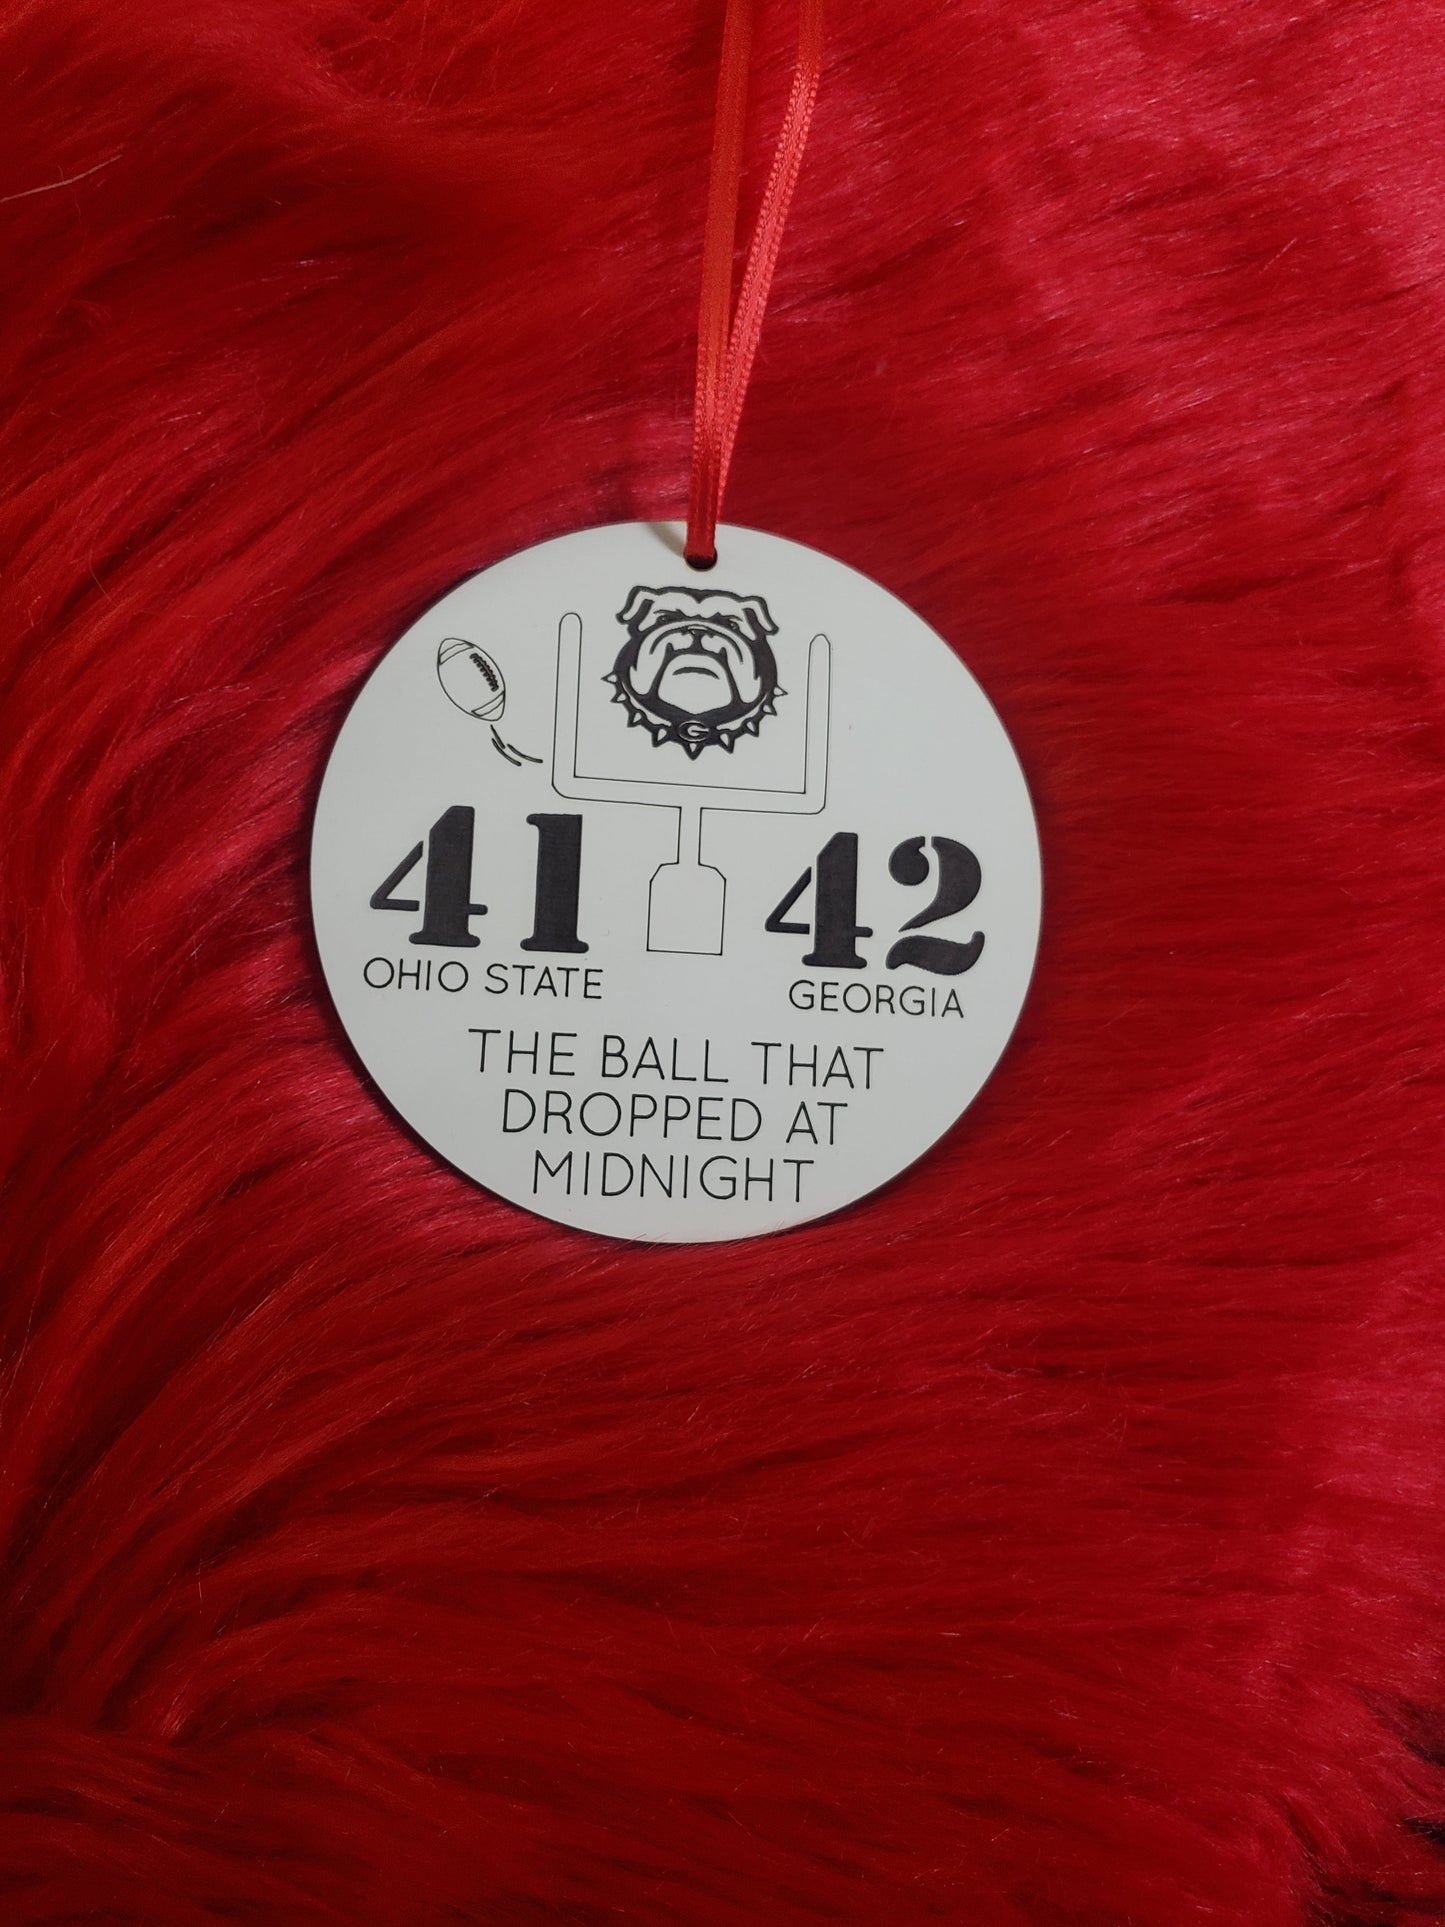 G
41 42
OHIO STATE GEORGIA
THE BALL THAT
DROPPED AT
MIDNIGHT